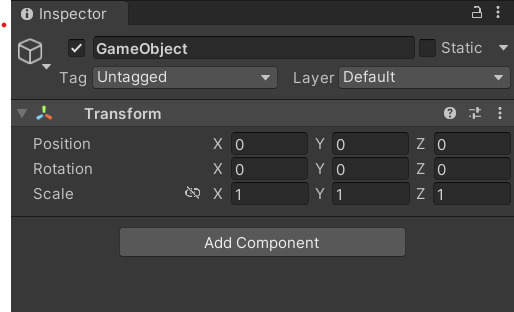 Inspector
GameObject Static
Tag Untagged Layer Default
Transform
Position X 0 Y 0 Z 0
Rotation X 0 Y 0 Z 0
Scale X 1 Y 1 Z 1
Add Component